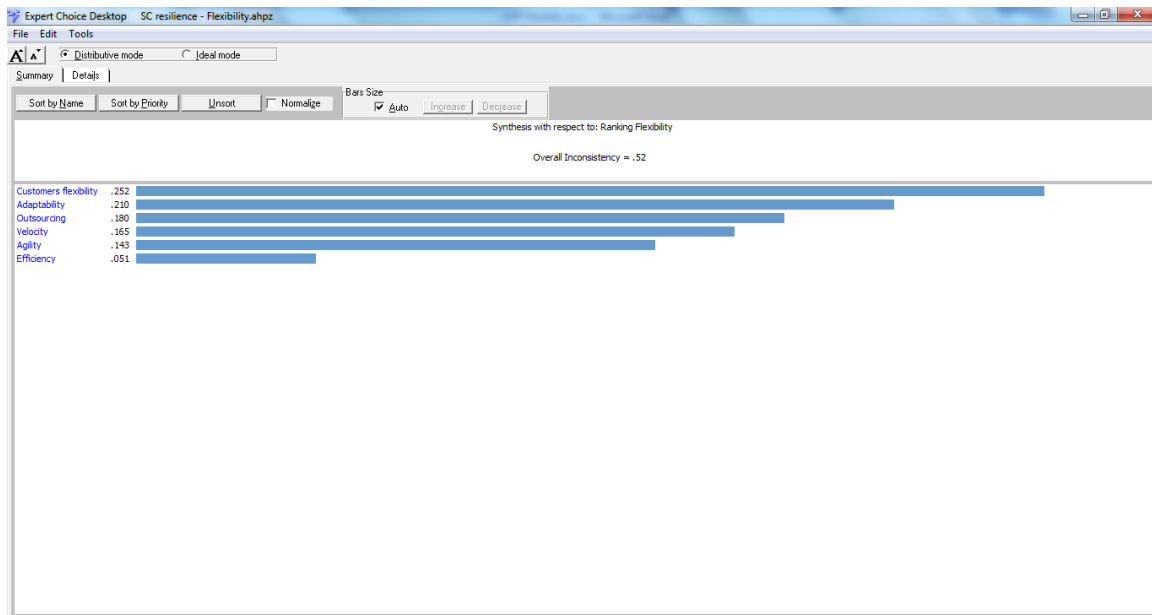 Expert Choice Desktop SC resilience - Flexibility.ahpz
File Edit Tools
A A Distributive mode Ideal mode
Summary Details
Bars Size
Sort by Name Sort by Priority Unsort Normalize Auto Increase Decrease
Synthesis with respect to: Ranking Flexibility
Overall Inconsistency = .52
Customers flexibility .252
Adaptability .210
Outsourcing .180
Velocity .165
Agility .143
Efficiency .051